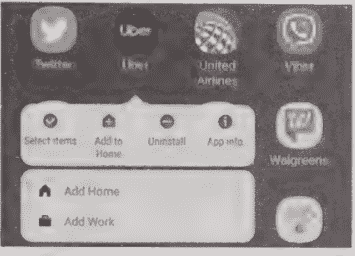 Uber
Twitter
Uber
United
Airlines
Viber
Select items
Add to
Home
Uninstall
App info
Walgreens
Add Home
Add Work